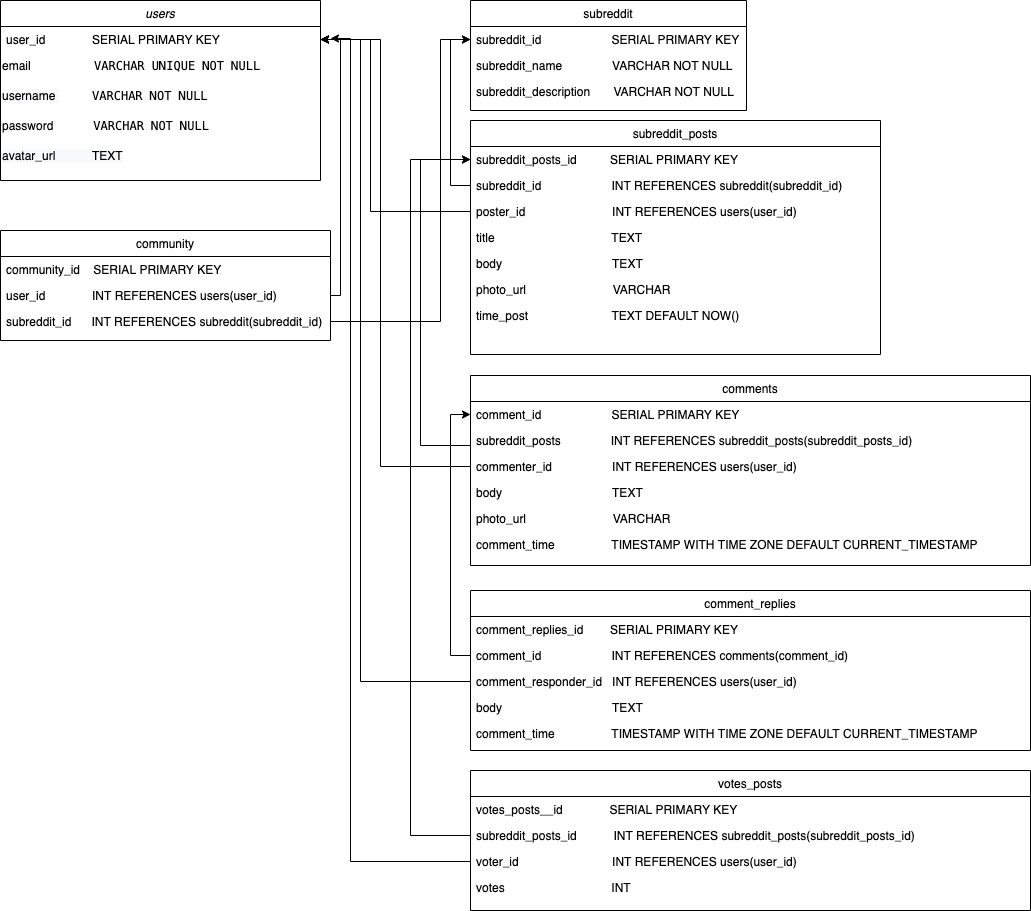 users
user_id SERIAL PRIMARY KEY
email VARCHAR UNIQUE NOT NULL
username VARCHAR NOT NULL
password VARCHAR NOT NULL
avatar_url TEXT
community
community_id SERIAL PRIMARY KEY
user_id INT REFERENCES users(user_id)
subreddit_id INT REFERENCES subreddit(subreddit_id)
subreddit
subreddit_id SERIAL PRIMARY KEY
subreddit_name VARCHAR NOT NULL
subreddit_description VARCHAR NOT NULL
subreddit_posts
subreddit_posts_id SERIAL PRIMARY KEY
subreddit_id INT REFERENCES subreddit(subreddit_id)
poster_id INT REFERENCES users(user_id)
title TEXT
body TEXT
photo_url VARCHAR
time_post TEXT DEFAULT NOW()
comments
comment_id SERIAL PRIMARY KEY
subreddit_posts INT REFERENCES subreddit_posts(subreddit_posts_id)
commenter_id INT REFERENCES users(user_id)
body TEXT
photo_url VARCHAR
comment_time TIMESTAMP WITH TIME ZONE DEFAULT CURRENT_TIMESTAMP
comment_replies
comment_replies_id SERIAL PRIMARY KEY
comment_id INT REFERENCES comments(comment_id)
comment_responder_id INT REFERENCES users(user_id)
body TEXT
comment_time TIMESTAMP WITH TIME ZONE DEFAULT CURRENT_TIMESTAMP
votes_posts
votes_posts__id SERIAL PRIMARY KEY
subreddit_posts_id INT REFERENCES subreddit_posts(subreddit_posts_id)
voter_id INT REFERENCES users(user_id)
votes INT